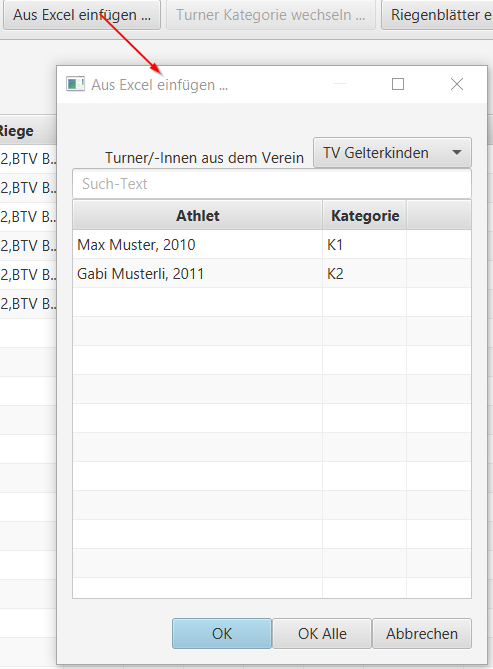 Aus Excel einfügen ... Turner Kategorie wechseln ... Riegenblätter e
Aus Excel einfügen ...
Riege
2,BTV B..
2,BTV B..
2,BTV B..
2,BTV B..
2,BTV B..
2,BTV B..
Turner/-Innen aus dem Verein TV Gelterkinden
Such-Text
Athlet Kategorie
Max Muster, 2010 K1
Gabi Musterli, 2011 K2
OK OK Alle Abbrechen